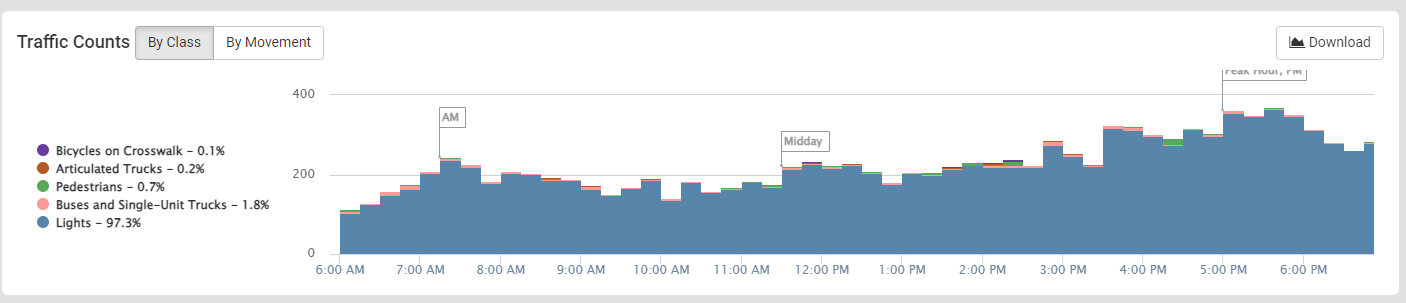 Traffic Counts By Class By Movement Download
Peak Hour, PM
400
AM
Midday
Bicycles on Crosswalk – 0.1%
Articulated Trucks – 0.2%
Pedestrians – 0.7%
Buses and Single-Unit Trucks – 1.8%
Lights – 97.3%
200
0
6:00 AM 7:00 AM 8:00 AM 9:00 AM 10:00 AM 11:00 AM 12:00 PM 1:00 PM 2:00 PM 3:00 PM 4:00 PM 5:00 PM 6:00 PM